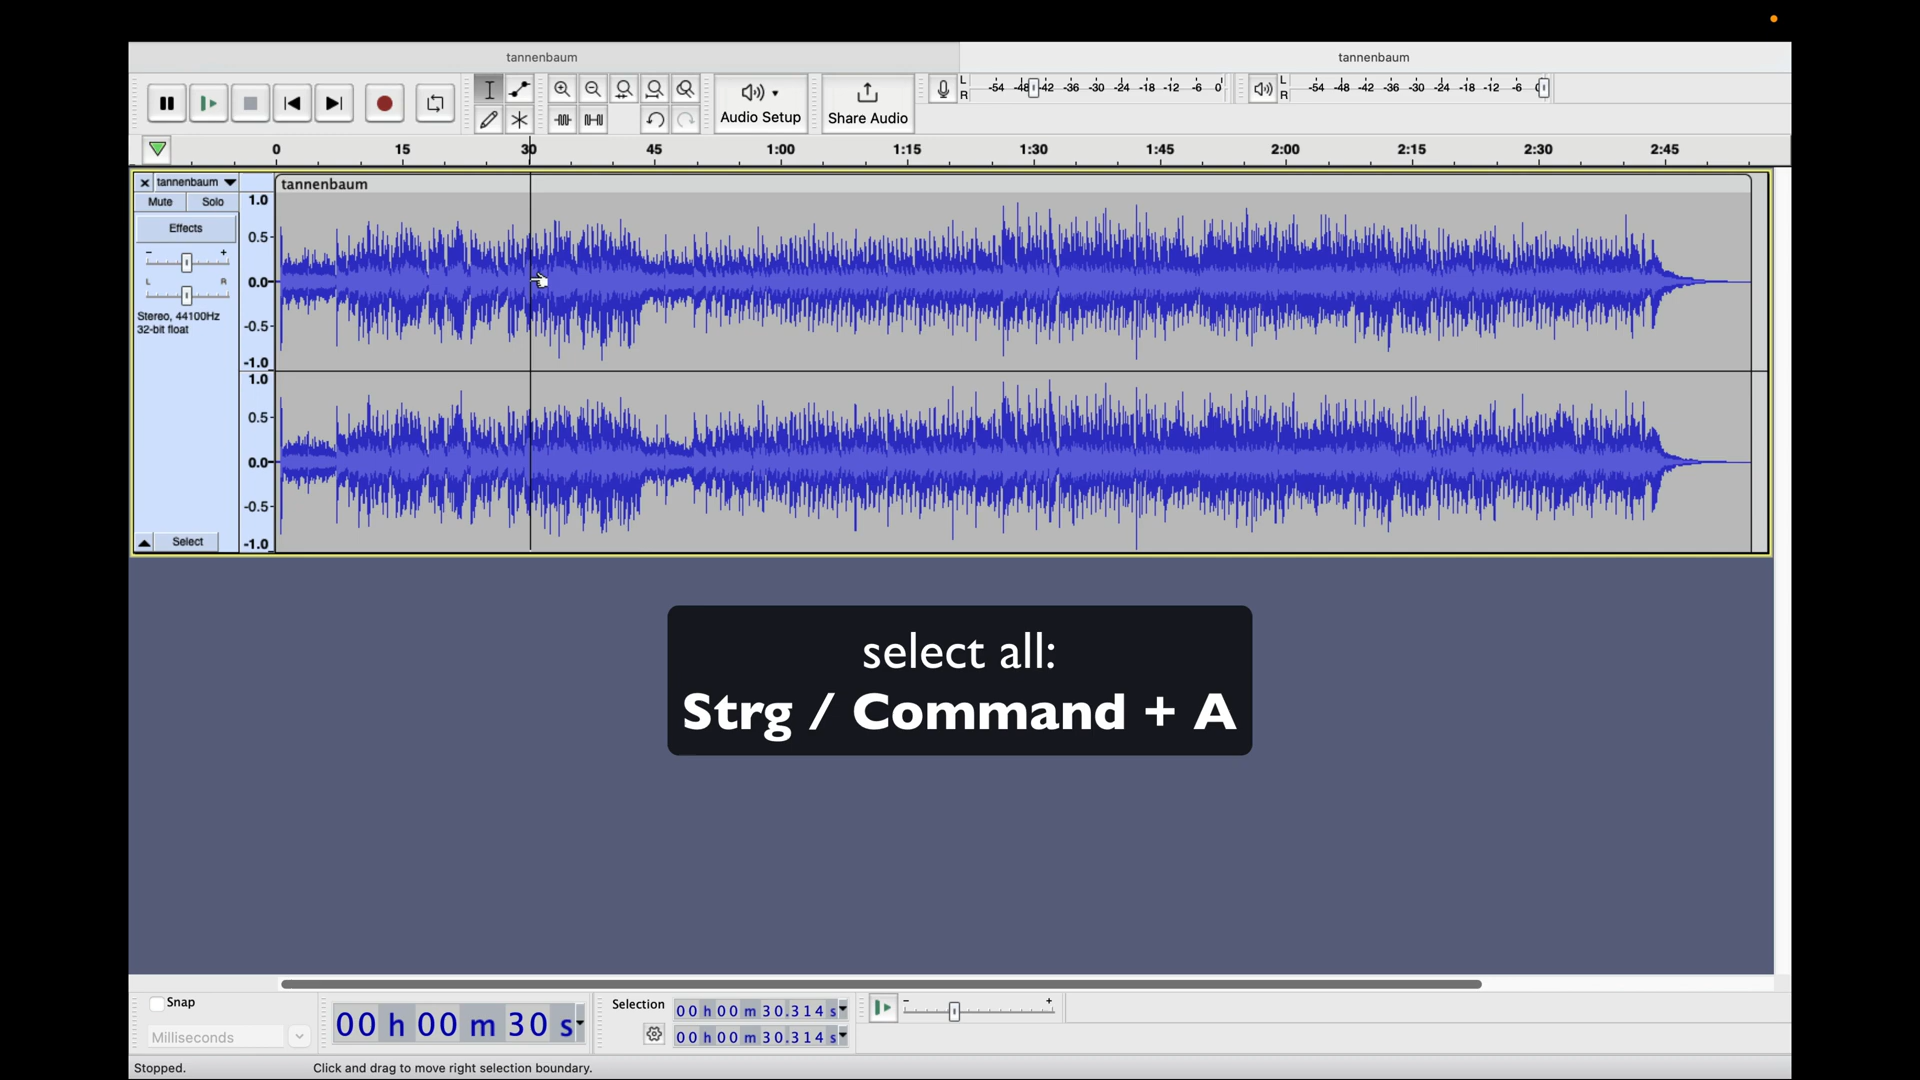 tannenbaum
tannenbaum
Audio Setup
Share Audio
L
R
-54 -48 -42 -36 -30 -24 -18 -12 -6 0
L
R
-54 -48 -42 -36 -30 -24 -18 -12 -6
0 15 30 45 1:00 1:15 1:30 1:45 2:00 2:15 2:30 2:45
tannenbaum
tannenbaum
Mute Solo
Effects
- +
L R
Stereo, 44100Hz
32-bit float
Select
1.0
0.5
0.0
-0.5
-1.0
1.0
0.5
0.0
-0.5
-1.0
select all:
Strg / Command + A
Snap
Milliseconds
00 h 00 m 30 s
Selection
00 h 00 m 30.314 s
00 h 00 m 30.314 s
- +
Stopped.
Click and drag to move right selection boundary.